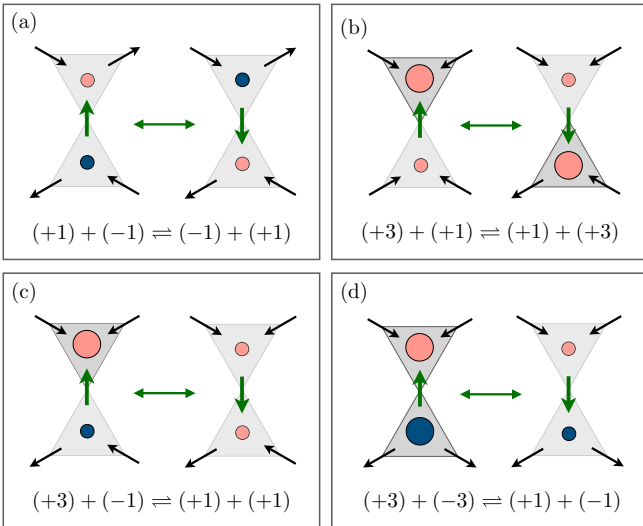 (a)
(+1) + (−1) ⇌ (−1) + (+1)
(b)
(+3) + (+1) ⇌ (+1) + (+3)
(c)
(+3) + (−1) ⇌ (+1) + (+1)
(d)
(+3) + (−3) ⇌ (+1) + (−1)